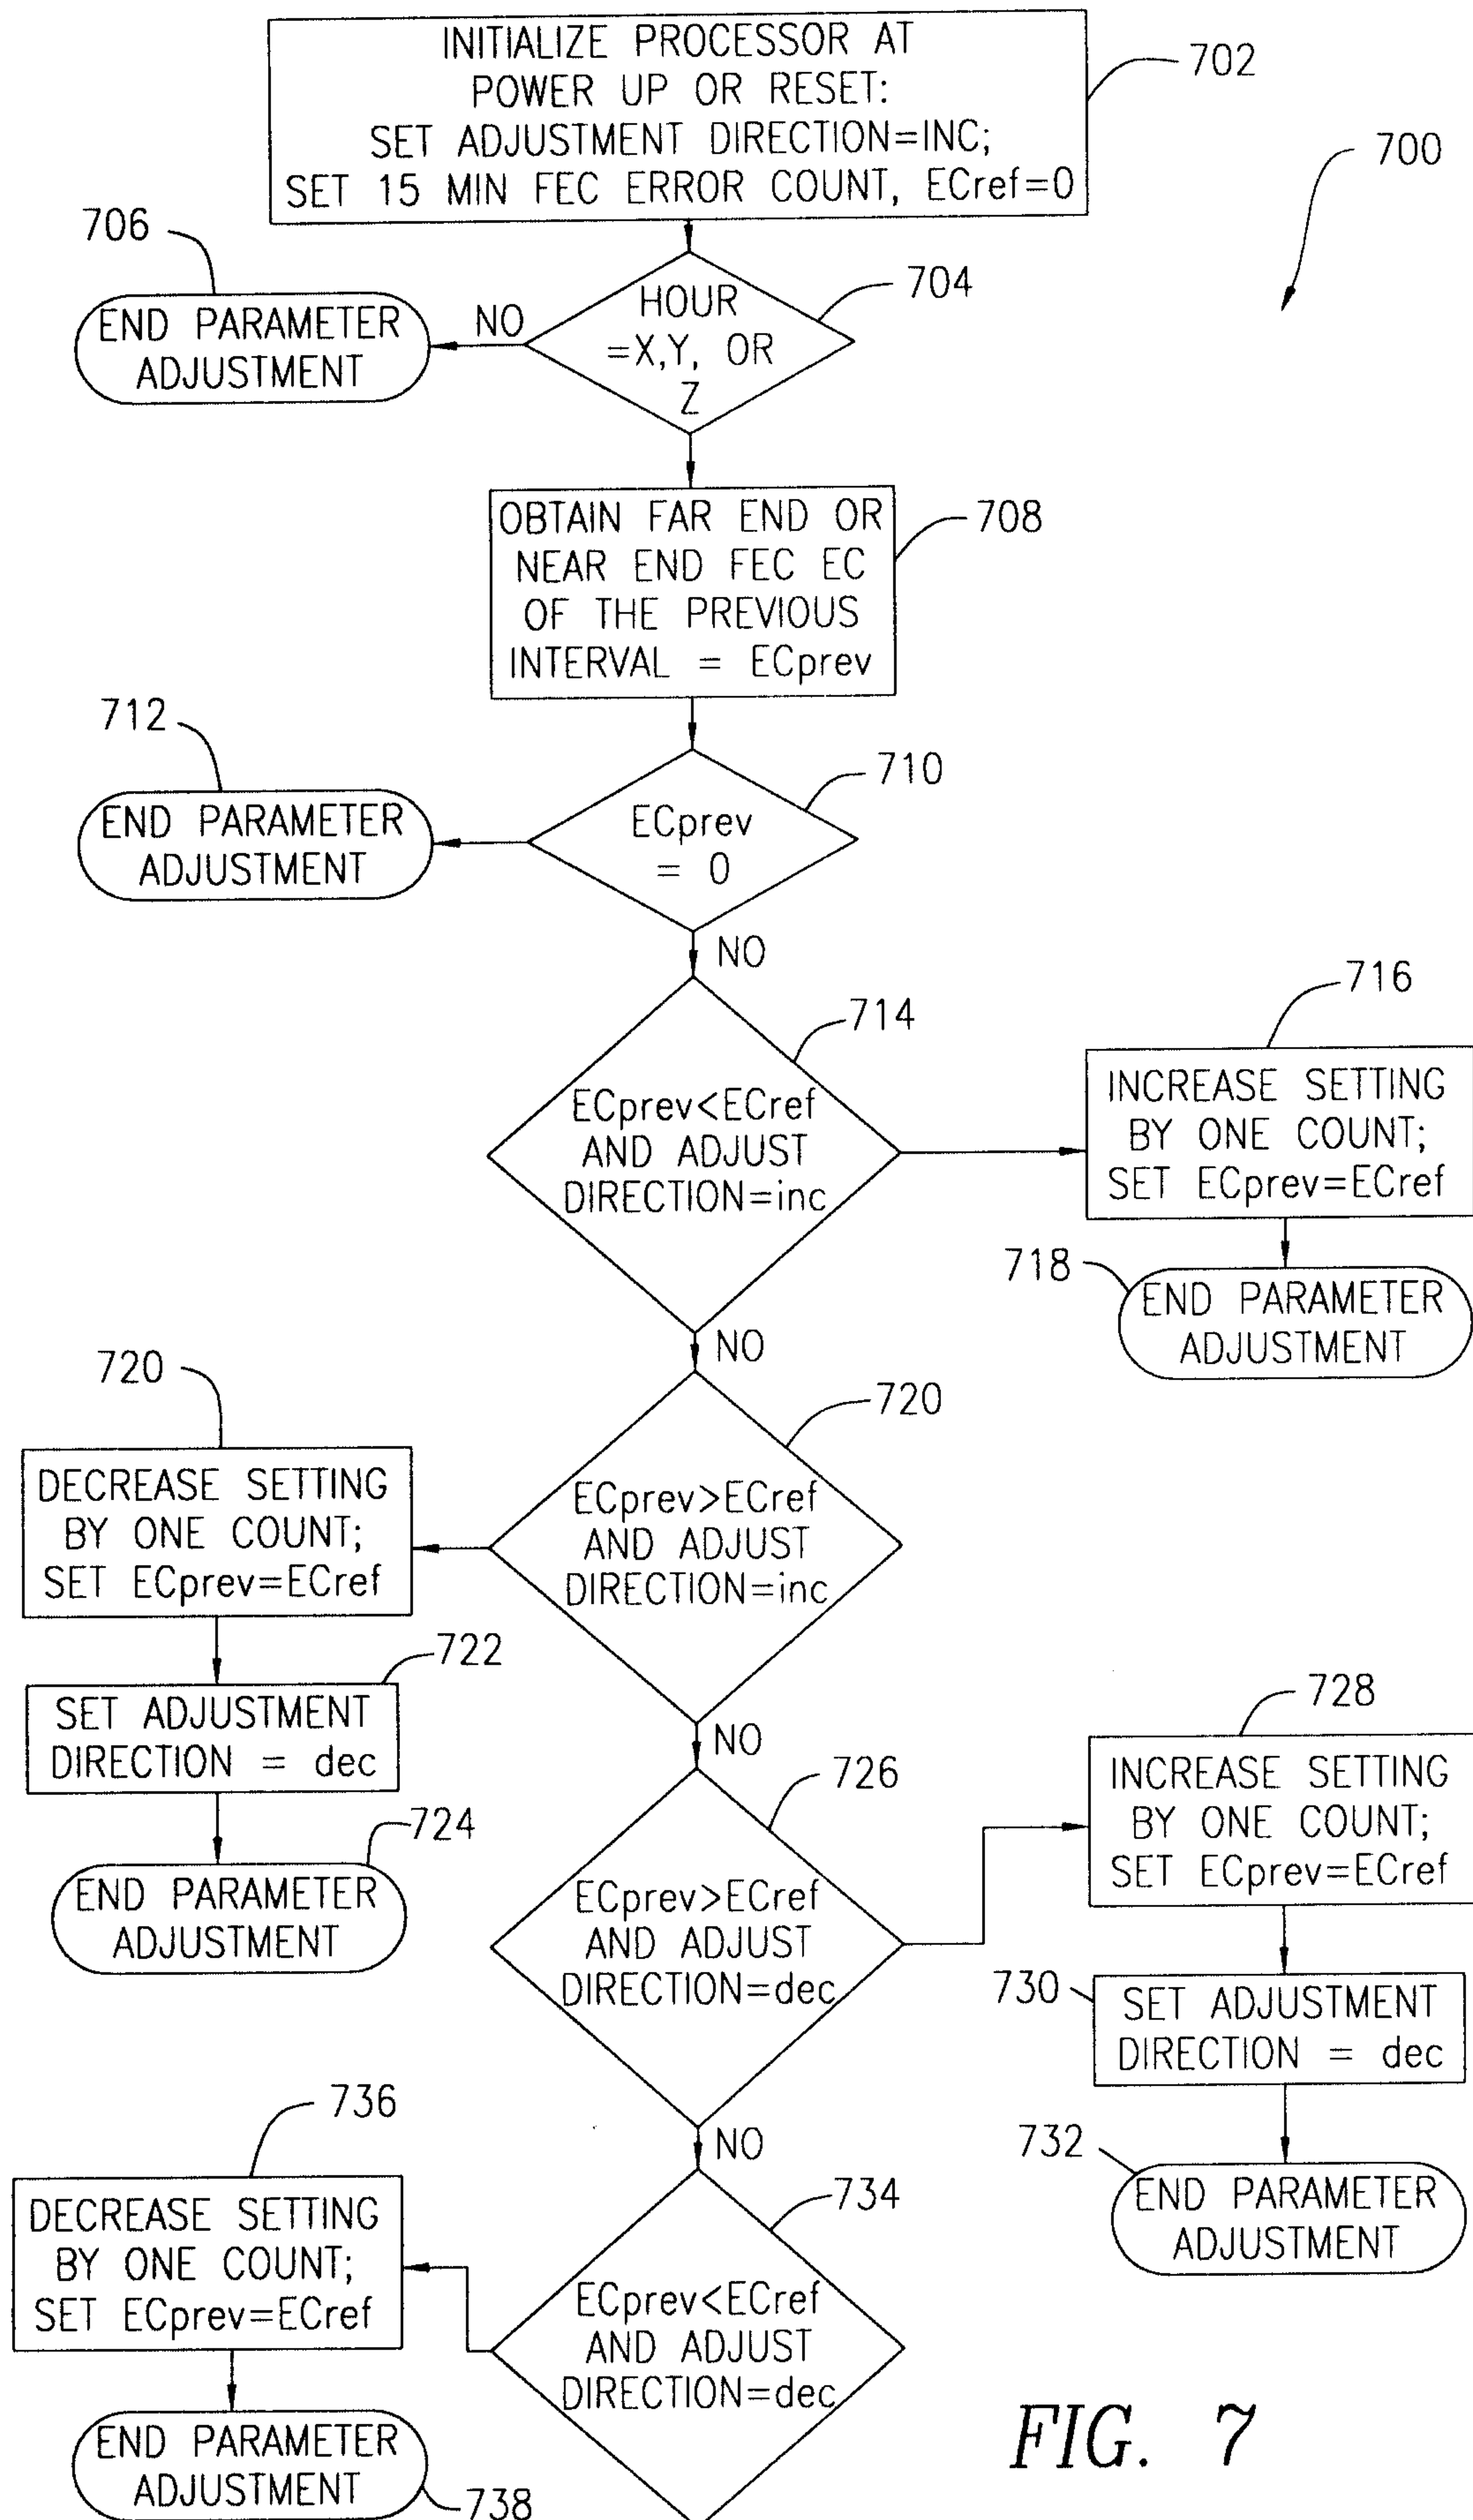 INITIALIZE PROCESSOR AT
POWER UP OR RESET:
SET ADJUSTMENT DIRECTION=INC;
SET 15 MIN FEC ERROR COUNT, ECref=0
702
700
706
END PARAMETER
ADJUSTMENT
NO
HOUR
=X,Y, OR
Z
704
OBTAIN FAR END OR
NEAR END FEC EC
OF THE PREVIOUS
INTERVAL = ECprev
708
712
END PARAMETER
ADJUSTMENT
ECprev
= 0
710
NO
ECprev<ECref
AND ADJUST
DIRECTION=inc
714
716
INCREASE SETTING
BY ONE COUNT;
SET ECprev=ECref
718
END PARAMETER
ADJUSTMENT
NO
720
DECREASE SETTING
BY ONE COUNT;
SET ECprev=ECref
ECprev>ECref
AND ADJUST
DIRECTION=inc
720
722
SET ADJUSTMENT
DIRECTION = dec
724
END PARAMETER
ADJUSTMENT
NO
ECprev>ECref
AND ADJUST
DIRECTION=dec
726
728
INCREASE SETTING
BY ONE COUNT;
SET ECprev=ECref
730
SET ADJUSTMENT
DIRECTION = dec
732
END PARAMETER
ADJUSTMENT
NO
736
DECREASE SETTING
BY ONE COUNT;
SET ECprev=ECref
ECprev<ECref
AND ADJUST
DIRECTION=dec
734
END PARAMETER
ADJUSTMENT
738
FIG. 7